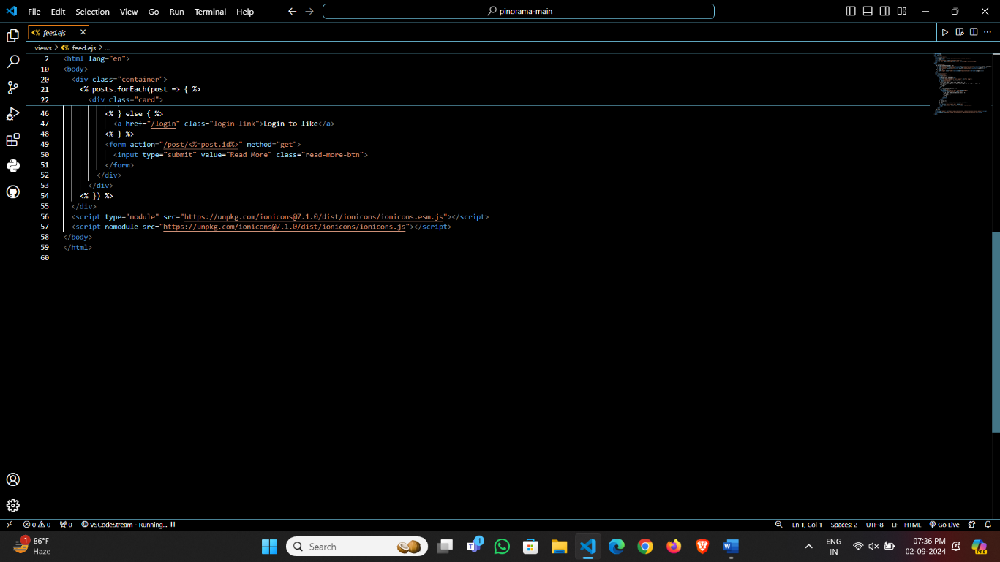 File Edit Selection View Go Run Terminal Help
pinorama-main
<% feed.ejs
views > <% feed.ejs > ...
2 <html lang="en">
10 <body>
20 <div class="container">
21 <% posts.forEach(post => { %>
22 <div class="card">
46 <% } else { %>
47 <a href="/login" class="login-link">Login to like</a>
48 <% } %>
49 <form action="/post/<%=post.id%>" method="get">
50 <input type="submit" value="Read More" class="read-more-btn">
51 </form>
52 </div>
53 </div>
54 <% }) %>
55 </div>
56 <script type="module" src="https://unpkg.com/ionicons@7.1.0/dist/ionicons/ionicons.esm.js"></script>
57 <script nomodule src="https://unpkg.com/ionicons@7.1.0/dist/ionicons/ionicons.js"></script>
58 </body>
59 </html>
60
0 0 0 VSCodeStream - Running... Ln 1, Col 1 Spaces: 2 UTF-8 LF HTML Go Live
1 86°F
Haze
Search
1
ENG
IN
07:36 PM
02-09-2024
PRE